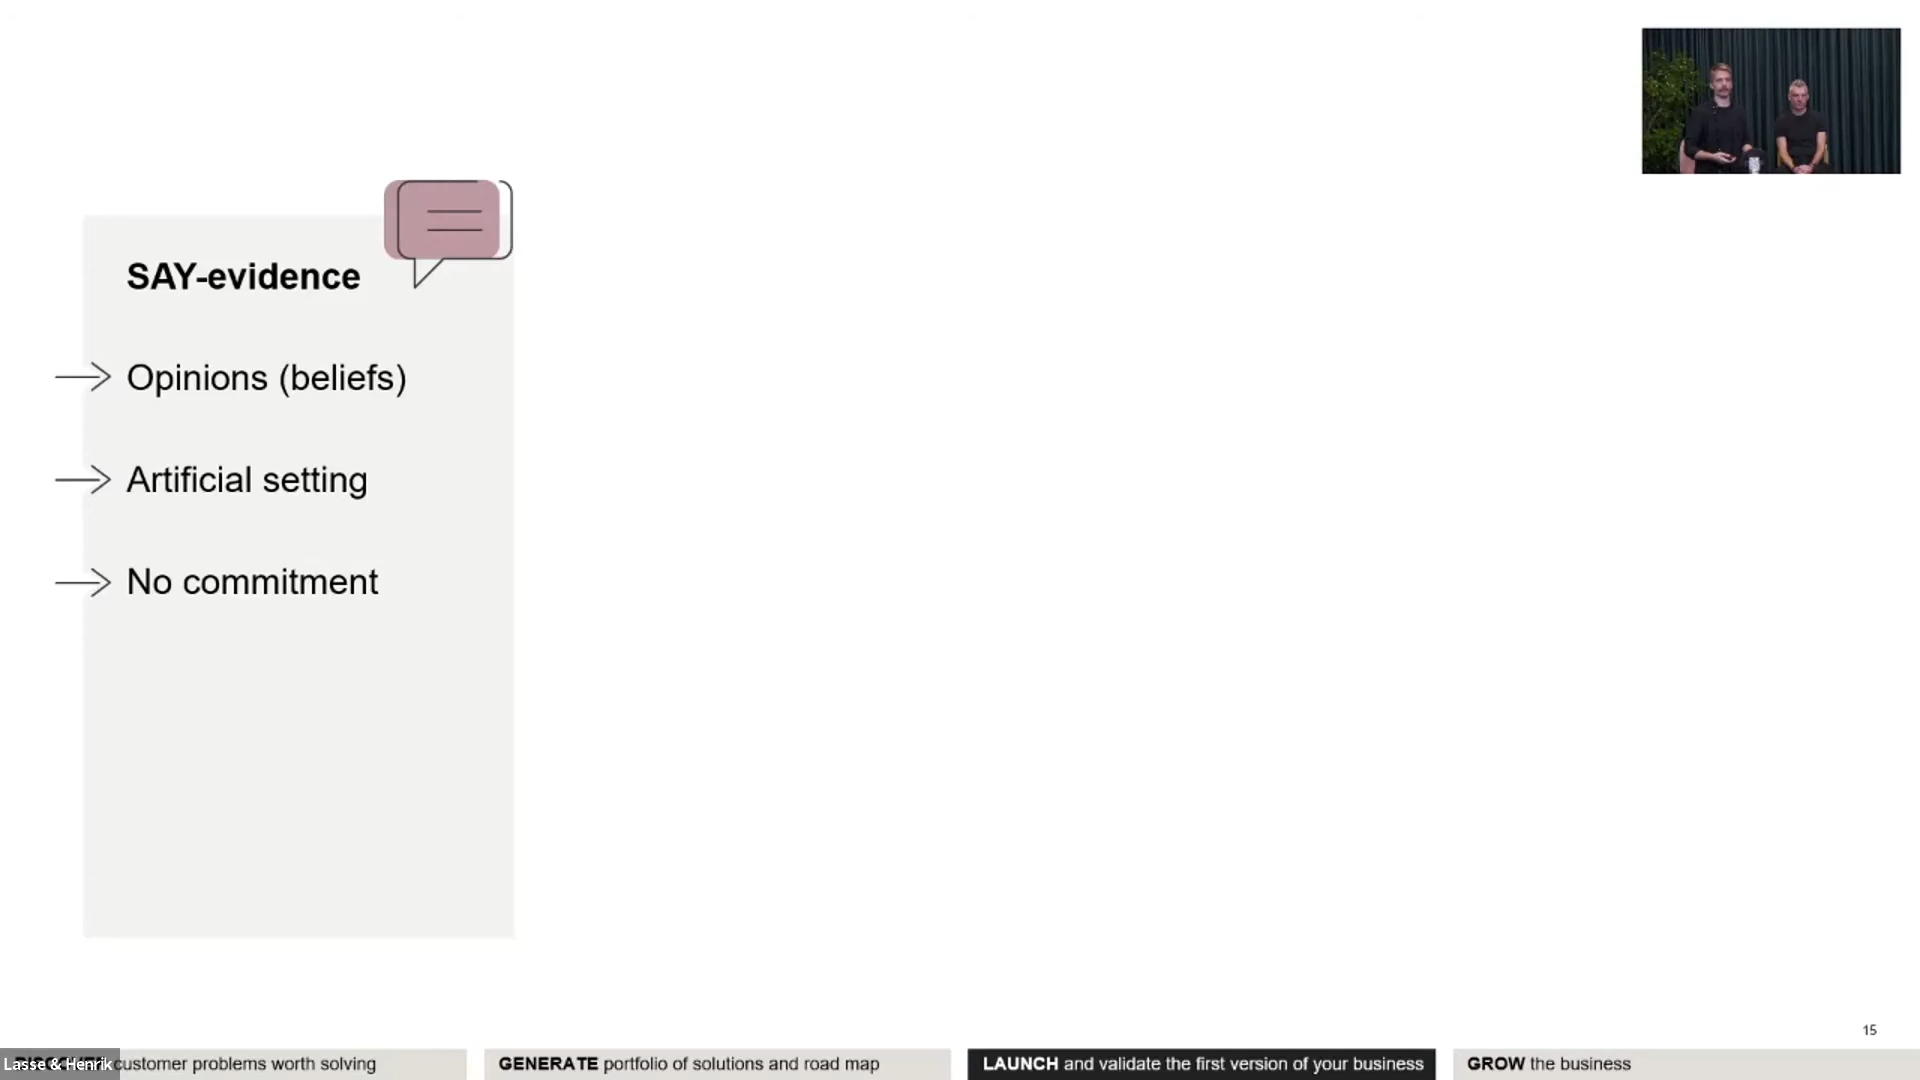 SAY-evidence
Opinions (beliefs)
Artificial setting
No commitment
15
Lasse & Henrik
customer problems worth solving
GENERATE portfolio of solutions and road map
LAUNCH and validate the first version of your business
GROW the business